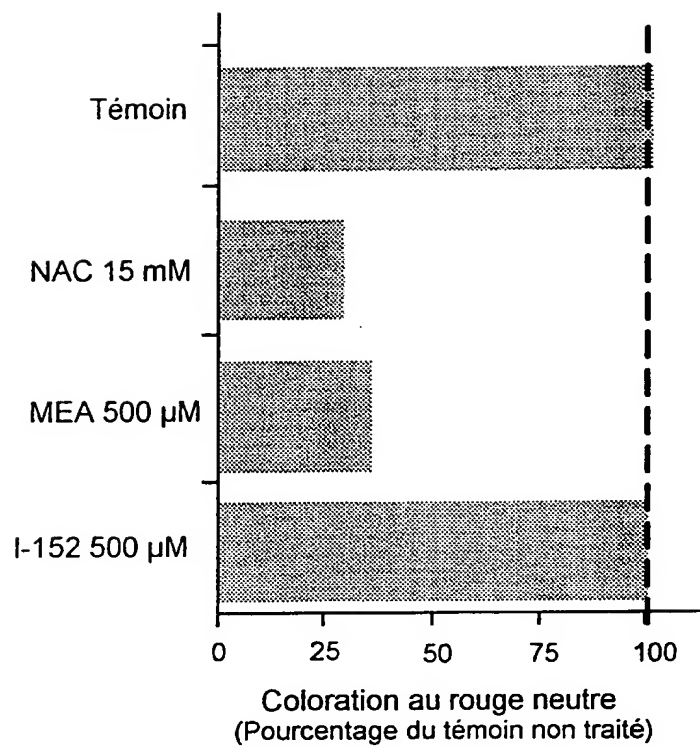 Témoin
NAC 15 mM
MEA 500 µM
I-152 500 µM
0 25 50 75 100
Coloration au rouge neutre
(Pourcentage du témoin non traité)